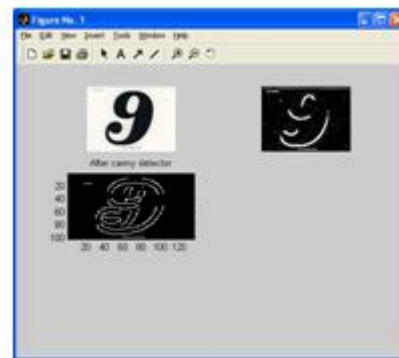 Figure No. 1
File Edit View Insert Tools Window Help
A
9
After canny detector
20
40
60
80
100
20 40 60 80 100 120